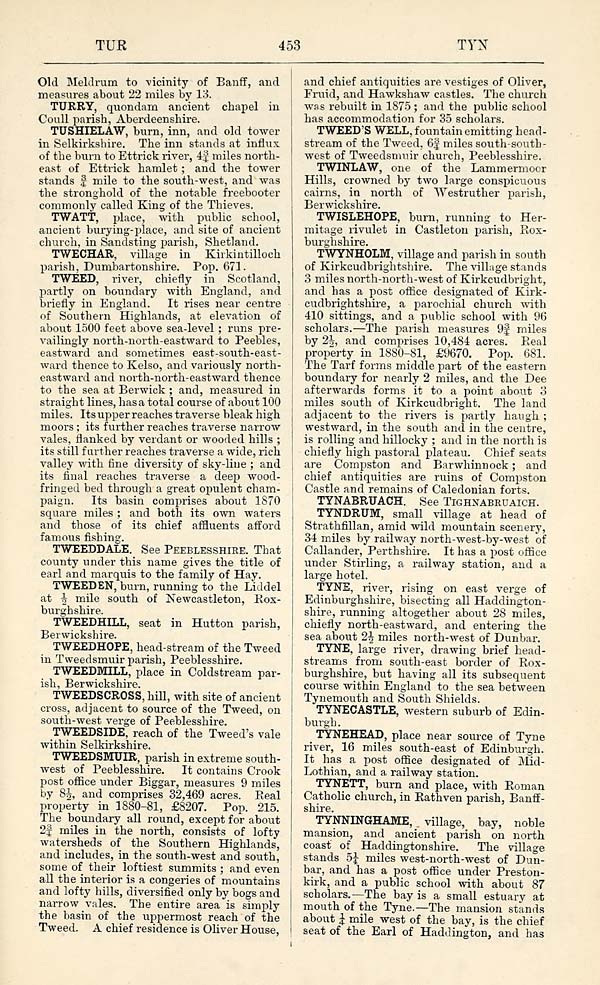 TUR 453 TYN
Old Meldrum to vicinity of Banff, and
measures about 22 miles by 13.
TURRY, quondam ancient chapel in
Coull parish, Aberdeenshire.
TUSHIELAW, burn, inn, and old tower
in Selkirkshire. The inn stands at influx
of the burn to Ettrick river, 4¾ miles north-
east of Ettrick hamlet; and the tower
stands ¾ mile to the south-west, and was
the stronghold of the notable freebooter
commonly called King of the Thieves.
TWATT, place, with public school,
ancient burying-place, and site of ancient
church, in Sandsting parish, Shetland.
TWECHAR, village in Kirkintilloch
parish, Dumbartonshire. Pop. 671.
TWEED, river, chiefly in Scotland,
partly on boundary with England, and
briefly in England. It rises near centre
of Southern Highlands, at elevation of
about 1500 feet above sea-level; runs pre-
vailingly north-north-eastward to Peebles,
eastward and sometimes east-south-east-
ward thence to Kelso, and variously north-
eastward and north-north-eastward thence
to the sea at Berwick; and, measured in
straight lines, has a total course of about 100
miles. Its upper reaches traverse bleak high
moors; its further reaches traverse narrow
vales, flanked by verdant or wooded hills;
its still further reaches traverse a wide, rich
valley with fine diversity of sky-line; and
its final reaches traverse a deep wood-
fringed bed through a great opulent cham-
paign. Its basin comprises about 1870
square miles; and both its own waters
and those of its chief affluents afford
famous fishing.
TWEEDDALE. See PEEBLESSHIRE. That
county under this name gives the title of
earl and marquis to the family of Hay.
TWEEDEN, burn, running to the Liddel
at ½ mile south of Newcastleton, Rox-
burghshire.
TWEEDHILL, seat in Hutton parish,
Berwickshire.
TWEEDHOPE, head-stream of the Tweed
in Tweedsmuir parish, Peeblesshire.
TWEEDMILL, place in Coldstream par-
ish, Berwickshire.
TWEEDSCROSS, hill, with site of ancient
cross, adjacent to source of the Tweed, on
south-west verge of Peeblesshire.
TWEEDSIDE, reach of the Tweed's vale
within Selkirkshire.
TWEEDSMUIR, parish in extreme south-
west of Peeblesshire. It contains Crook
post office under Biggar, measures 9 miles
by 8½, and comprises 32,469 acres. Real
property in 1880-81, £8207. Pop. 215.
The boundary all round, except for about
2¾ miles in the north, consists of lofty
watersheds of the Southern Highlands,
and includes, in the south-west and south,
some of their loftiest summits; and even
all the interior is a congeries of mountains
and lofty hills, diversified only by bogs and
narrow vales. The entire area is simply
the basin of the uppermost reach of the
Tweed. A chief residence is Oliver House,
and chief antiquities are vestiges of Oliver,
Fruid, and Hawkshaw castles. The church
was rebuilt in 1875; and the public school
has accommodation for 35 scholars.
TWEED'S WELL, fountain emitting head-
stream of the Tweed, 6¾ miles south-south-
west of Tweedsmuir church, Peeblesshire.
TWINLAW, one of the Lammermoor
Hills, crowned by two large conspicuous
cairns, in north of Westruther parish,
Berwickshire.
TWISLEHOPE, burn, running to Her-
mitage rivulet in Castleton parish, Rox-
burghshire.
TWYNHOLM, village and parish in south
of Kirkcudbrightshire. The village stands
3 miles north-north-west of Kirkcudbright,
and has a post office designated of Kirk-
cudbrightshire, a parochial church with
410 sittings, and a public school with 96
scholars.—The parish measures 9¾ miles
by 2½, and comprises 10,484 acres. Real
property in 1880-81, £9670. Pop. 681.
The Tarf forms middle part of the eastern
boundary for nearly 2 miles, and the Dee
afterwards forms it to a point about 3
miles south of Kirkcudbright. The land
adjacent to the rivers is partly haugh;
westward, in the south and in the centre,
is rolling and hillocky; and in the north is
chiefly high pastoral plateau. Chief seats
are Compston and Barwhinnock; and
chief antiquities are ruins of Compston
Castle and remains of Caledonian forts.
TYNABRUACH. See TIGHNABRUAICH.
TYNDRUM, small village at head of
Strathfillan, amid wild mountain scenery,
34 miles by railway north-west-by-west of
Callander, Perthshire. It has a post office
under Stirling, a railway station, and a
large hotel.
TYNE, river, rising on east verge of
Edinburghshire, bisecting all Haddington-
shire, running altogether about 28 miles,
chiefly north-eastward, and entering the
sea about 2½ miles north-west of Dunbar.
TYNE, large river, drawing brief head-
streams from south-east border of Rox-
burghshire, but having all its subsequent
course within England to the sea between
Tynemouth and South Shields.
TYNECASTLE, western suburb of Edin-
burgh.
TYNEHEAD, place near source of Tyne
river, 16 miles south-east of Edinburgh.
It has a post office designated of Mid-
Lothian, and a railway station.
TYNETT, burn and place, with Roman
Catholic church, in Rathven parish, Banff-
shire.
TYNNINGHAME, village, bay, noble
mansion, and ancient parish on north
coast of Haddingtonshire. The village
stands 5¼ miles west-north-west of Dun-
bar, and has a post office under Preston-
kirk, and a public school with about 87
scholars.—The bay is a small estuary at
mouth of the Tyne.—The mansion stands
about ¼ mile west of the bay, is the chief
seat of the Earl of Haddington, and has